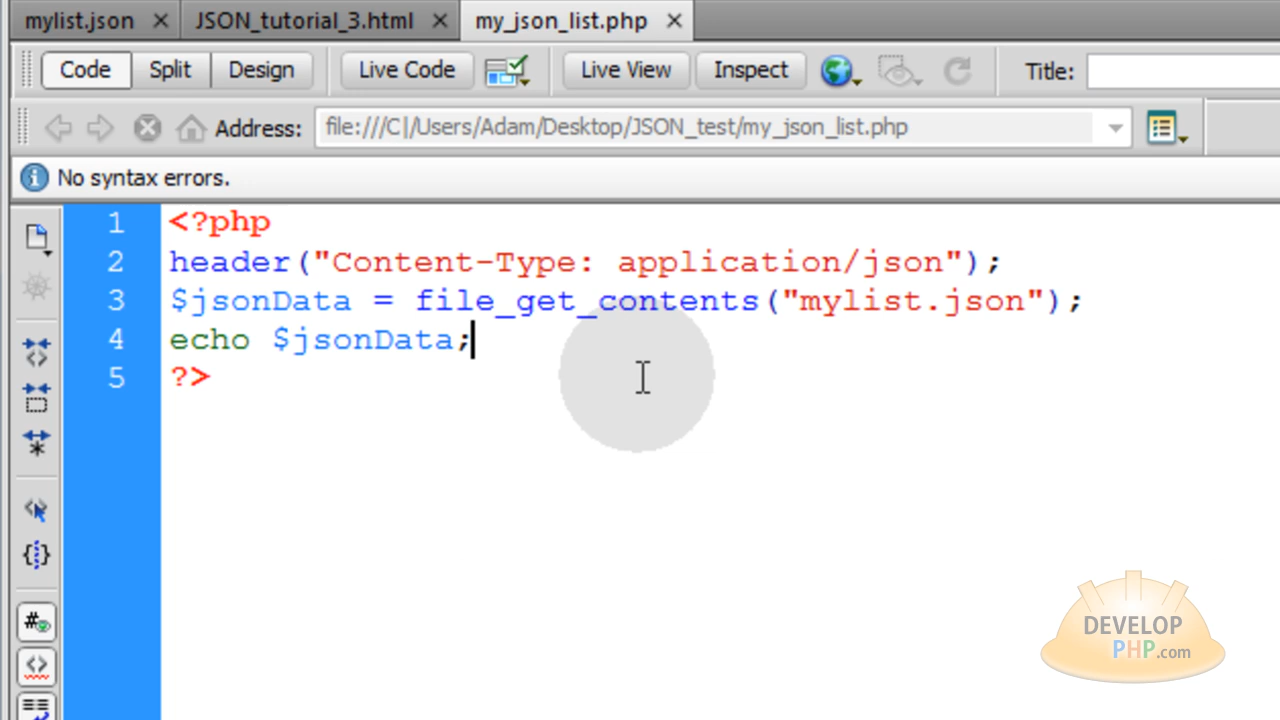 mylist.json JSON_tutorial_3.html my_json_list.php
Code Split Design Live Code Live View Inspect Title:
Address: file:///C|/Users/Adam/Desktop/JSON_test/my_json_list.php
No syntax errors.
1 <?php
2 header("Content-Type: application/json");
3 $jsonData = file_get_contents("mylist.json");
4 echo $jsonData;
5 ?>
DEVELOP
PHP.com